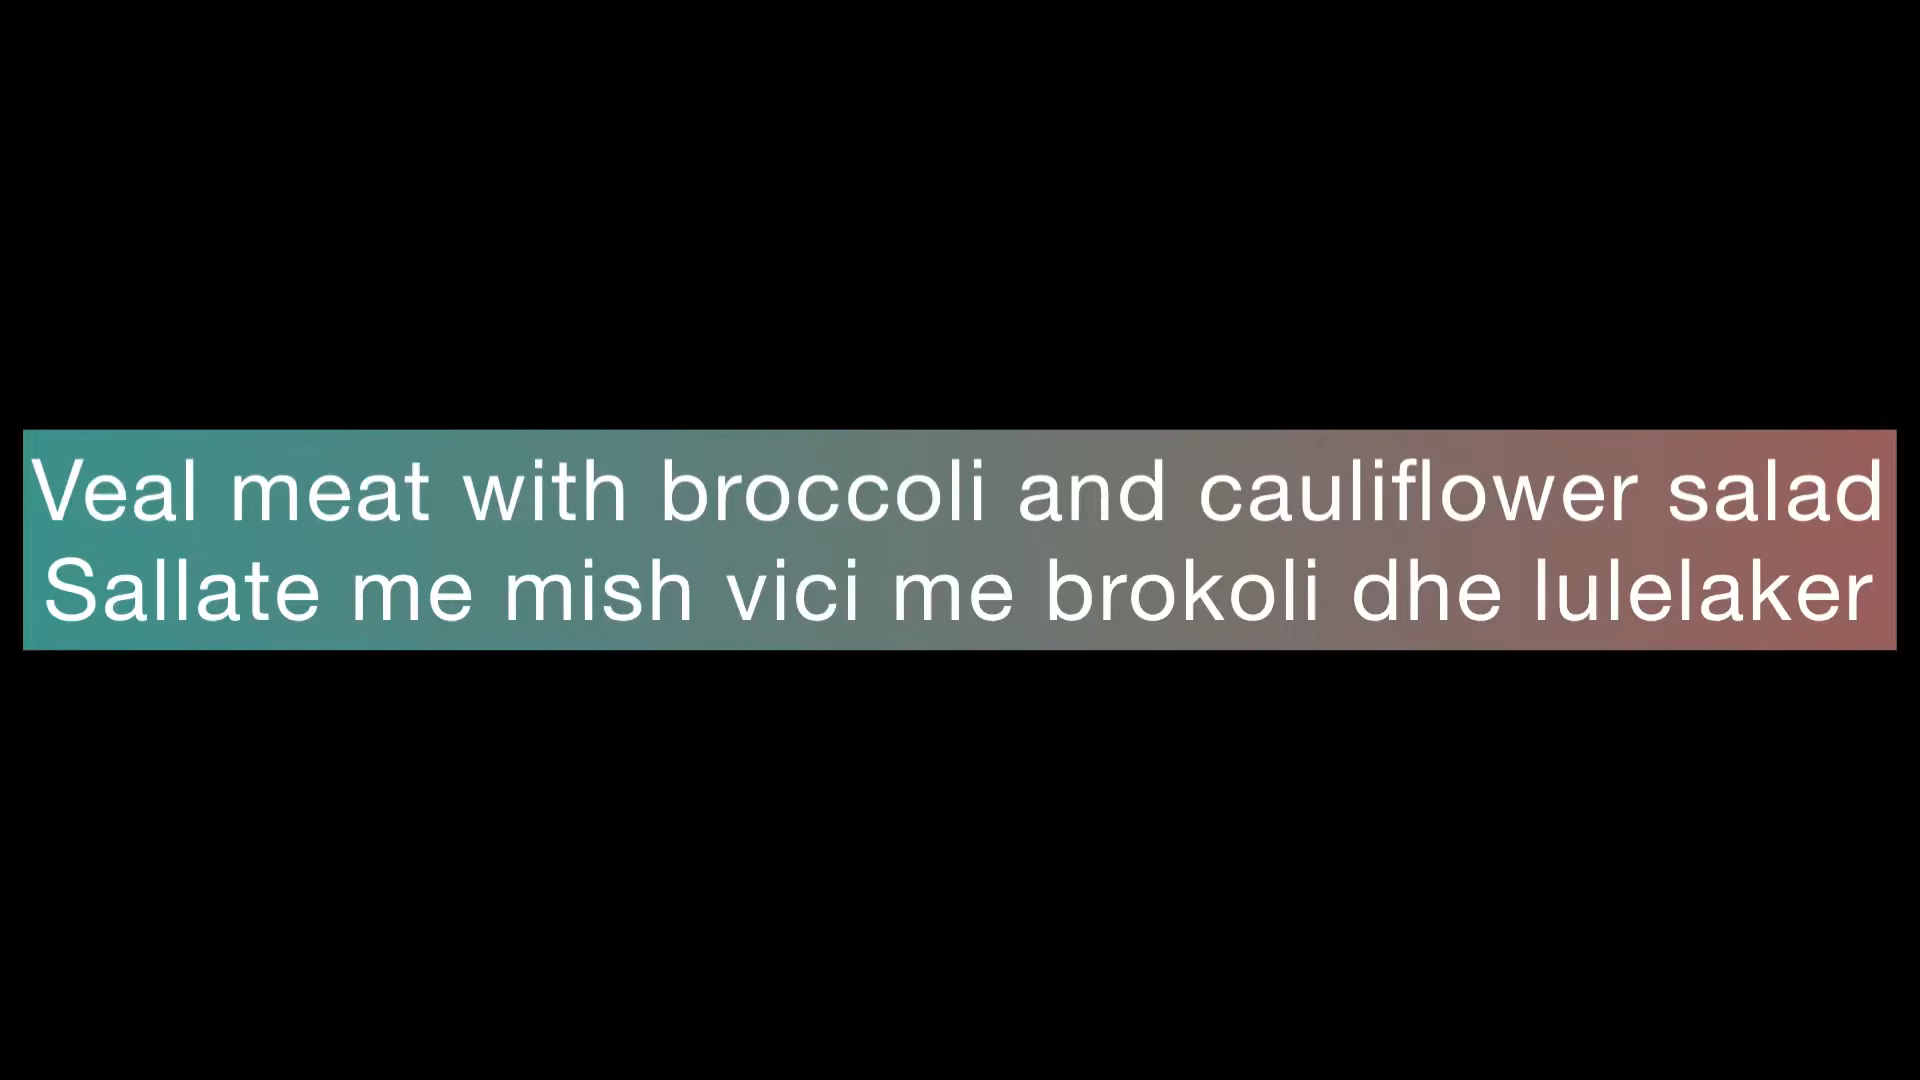 Veal meat with broccoli and cauliflower salad
Sallate me mish vici me brokoli dhe lulelaker